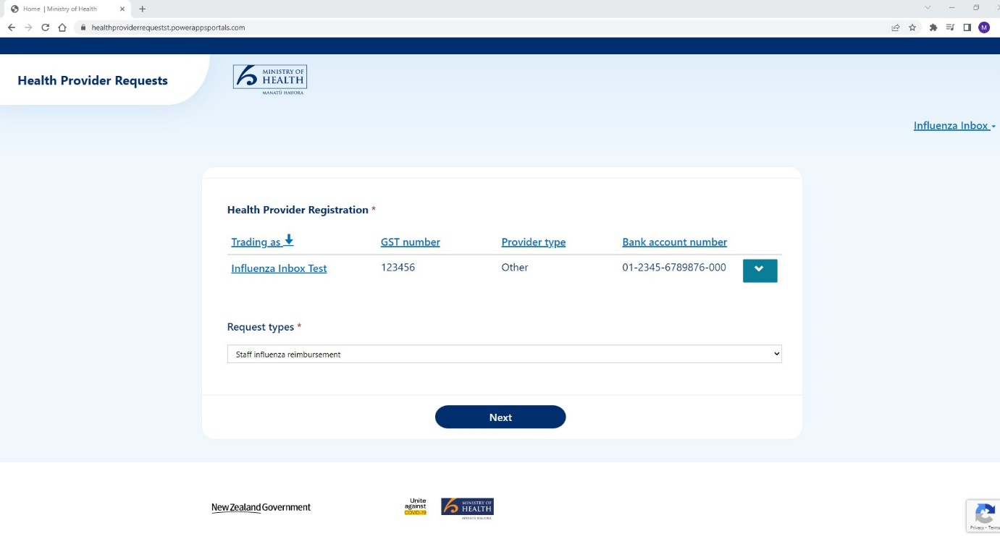 Home | Ministry of Health
healthproviderrequestst.powerappsportals.com
M
Health Provider Requests
MINISTRY OF
HEALTH
MANATŪ HAUORA
Influenza Inbox
Health Provider Registration *
Trading as GST number Provider type Bank account number
Influenza Inbox Test 123456 Other 01-2345-6789876-000
Request types *
Staff influenza reimbursement
Next
New Zealand Government
Unite
against
COVID-19
MINISTRY OF
HEALTH
MANATŪ HAUORA
Privacy - Terms